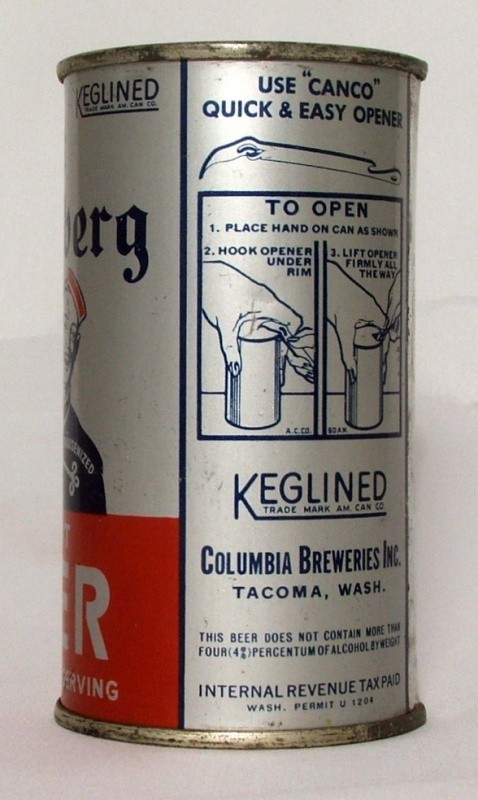 KEGLINED
TRADE MARK AM. CAN CO.
berg
T
ER
SERVING
USE "CANCO"
QUICK & EASY OPENER
TO OPEN
1. PLACE HAND ON CAN AS SHOWN
2. HOOK OPENER
UNDER
RIM
3. LIFT OPENER
FIRMLY ALL
THE WAY
A.C.CO.
80 A K
KEGLINED
TRADE MARK AM. CAN CO
COLUMBIA BREWERIES INC.
TACOMA, WASH.
THIS BEER DOES NOT CONTAIN MORE THAN
FOUR (4%) PERCENTUM OF ALCOHOL BY WEIGHT
INTERNAL REVENUE TAX PAID
WASH. PERMIT U 1204